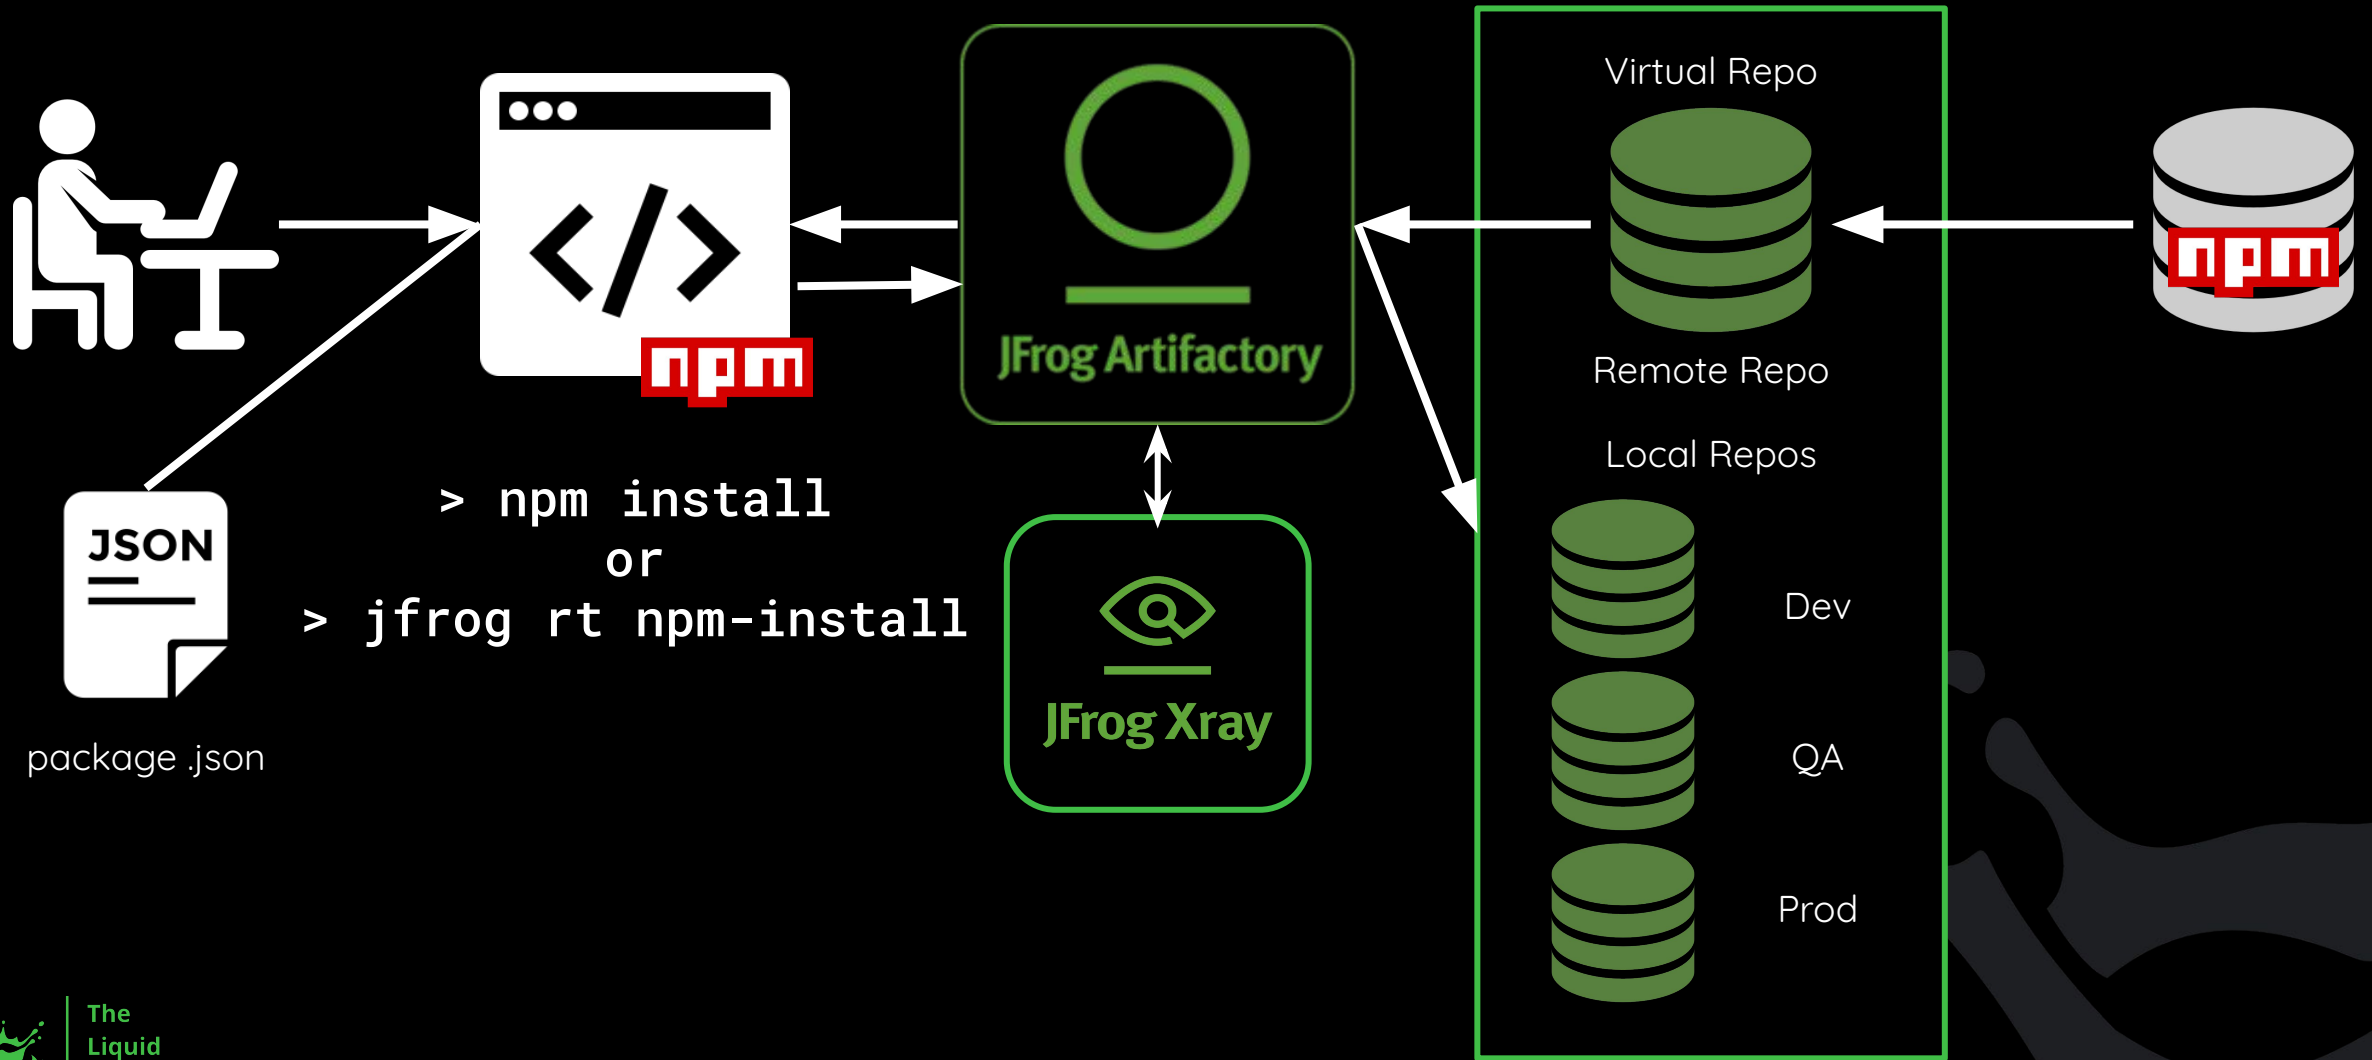 npm
> npm install
or
> jfrog rt npm-install
JSON
package .json
JFrog Artifactory
JFrog Xray
Virtual Repo
Remote Repo
Local Repos
Dev
QA
Prod
npm
The
Liquid